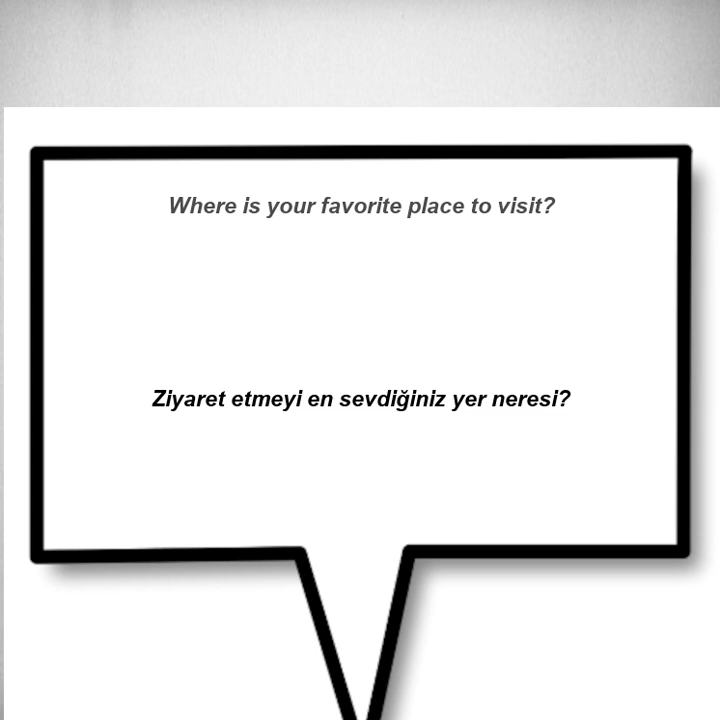 Where is your favorite place to visit?
Ziyaret etmeyi en sevdiğiniz yer neresi?